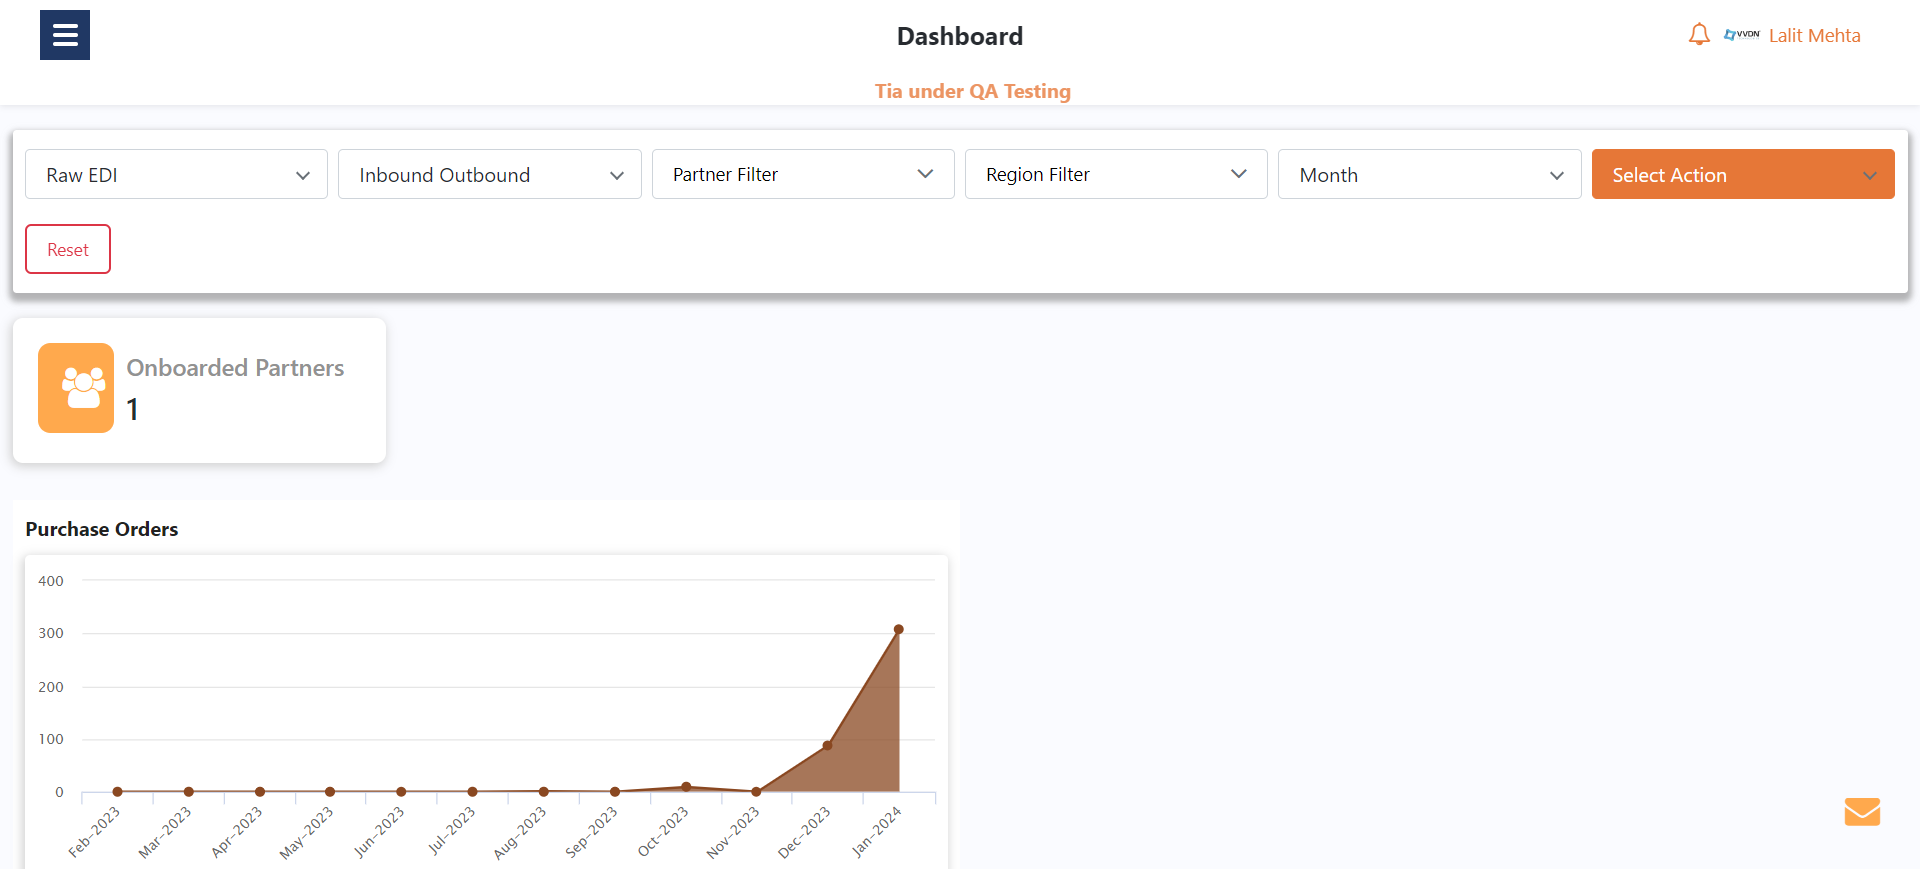 Dashboard
VVDN Lalit Mehta
Tia under QA Testing
Raw EDI
Inbound Outbound
Partner Filter
Region Filter
Month
Select Action
Reset
Onboarded Partners
1
Purchase Orders
400
300
200
100
0
Feb-2023
Mar-2023
Apr-2023
May-2023
Jun-2023
Jul-2023
Aug-2023
Sep-2023
Oct-2023
Nov-2023
Dec-2023
Jan-2024